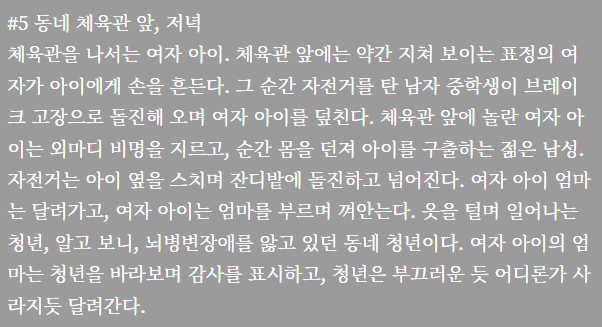 #5 동네 체육관 앞, 저녁
체육관을 나서는 여자 아이. 체육관 앞에는 약간 지쳐 보이는 표정의 여
자가 아이에게 손을 흔든다. 그 순간 자전거를 탄 남자 중학생이 브레이
크 고장으로 돌진해 오며 여자 아이를 덮친다. 체육관 앞에 놀란 여자 아
이는 외마디 비명을 지르고, 순간 몸을 던져 아이를 구출하는 젊은 남성.
자전거는 아이 옆을 스치며 잔디밭에 돌진하고 넘어진다. 여자 아이 엄마
는 달려가고, 여자 아이는 엄마를 부르며 껴안는다. 옷을 털며 일어나는
청년, 알고 보니, 뇌병변장애를 앓고 있던 동네 청년이다. 여자 아이의 엄
마는 청년을 바라보며 감사를 표시하고, 청년은 부끄러운 듯 어디론가 사
라지듯 달려간다.